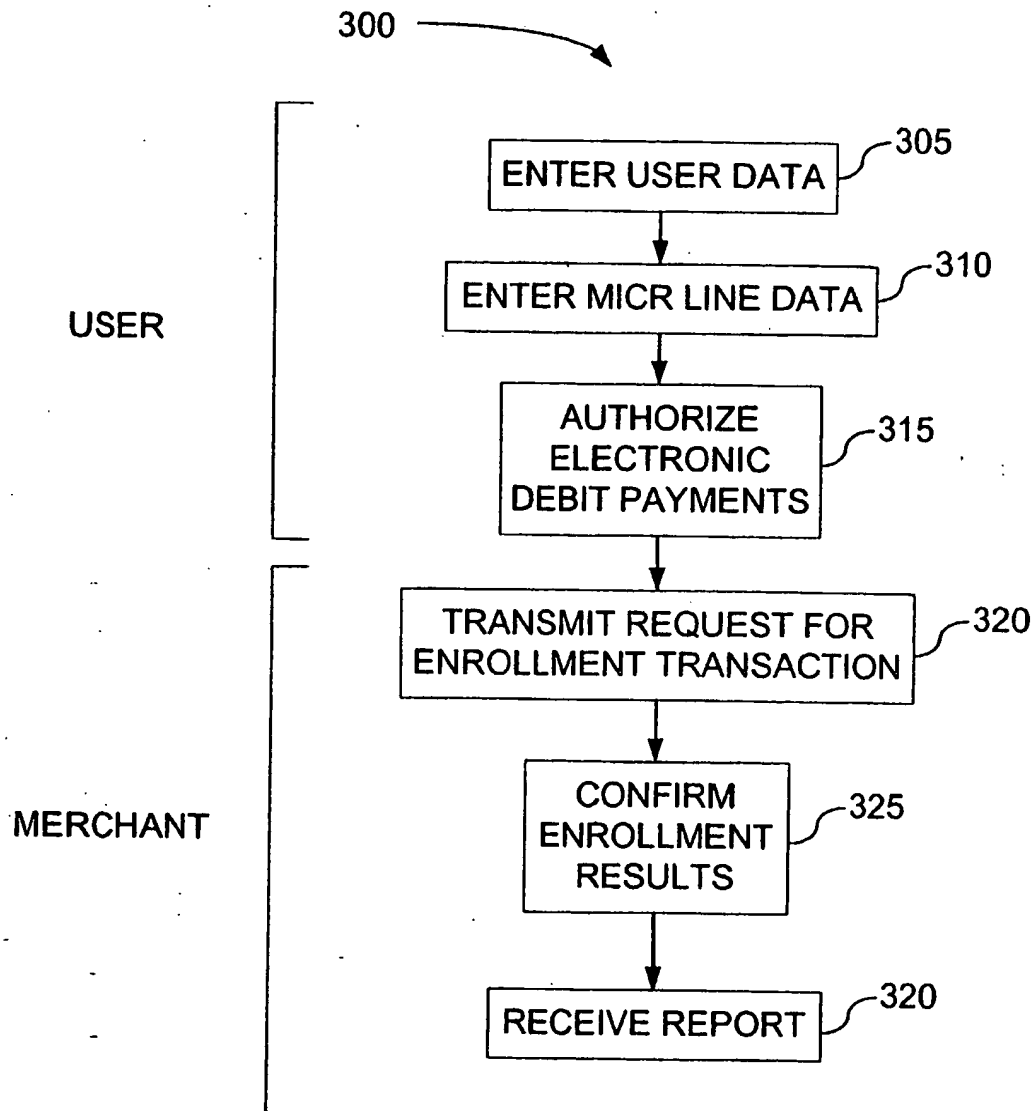 300
ENTER USER DATA
305
ENTER MICR LINE DATA
310
USER
AUTHORIZE
ELECTRONIC
DEBIT PAYMENTS
315
TRANSMIT REQUEST FOR
ENROLLMENT TRANSACTION
320
MERCHANT
CONFIRM
ENROLLMENT
RESULTS
325
RECEIVE REPORT
320